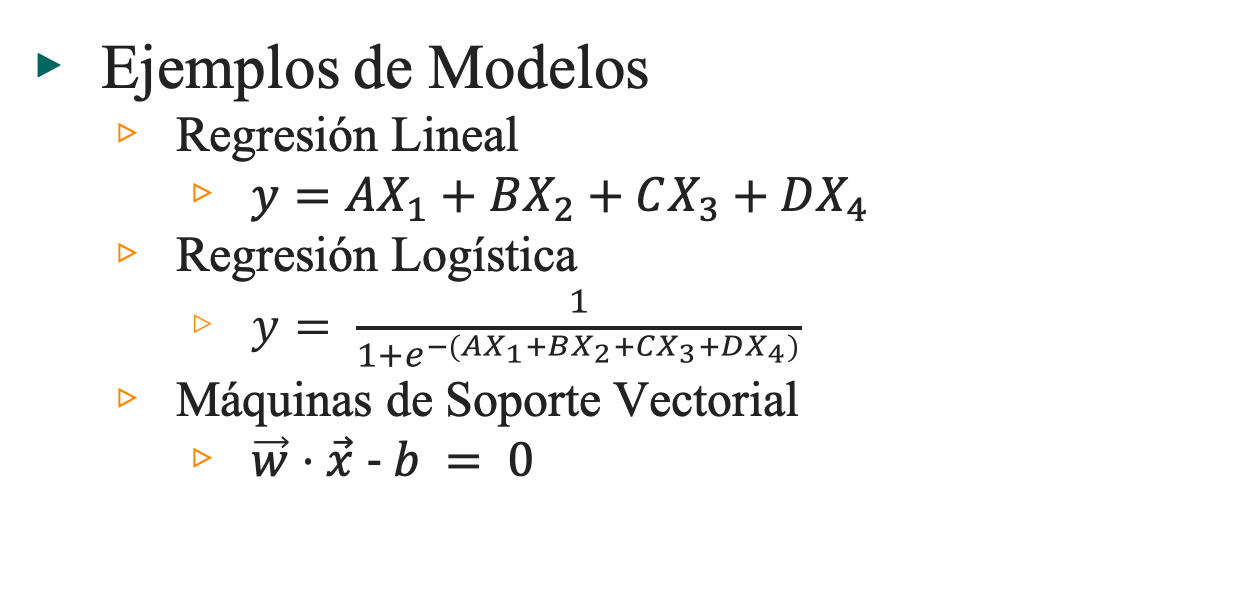 Ejemplos de Modelos
Regresión Lineal
y = AX₁ + BX₂ + CX₃ + DX₄
Regresión Logística
y = 1 / 1+e^−(AX₁+BX₂+CX₃+DX₄)
Máquinas de Soporte Vectorial
w⃗ · x⃗ - b = 0